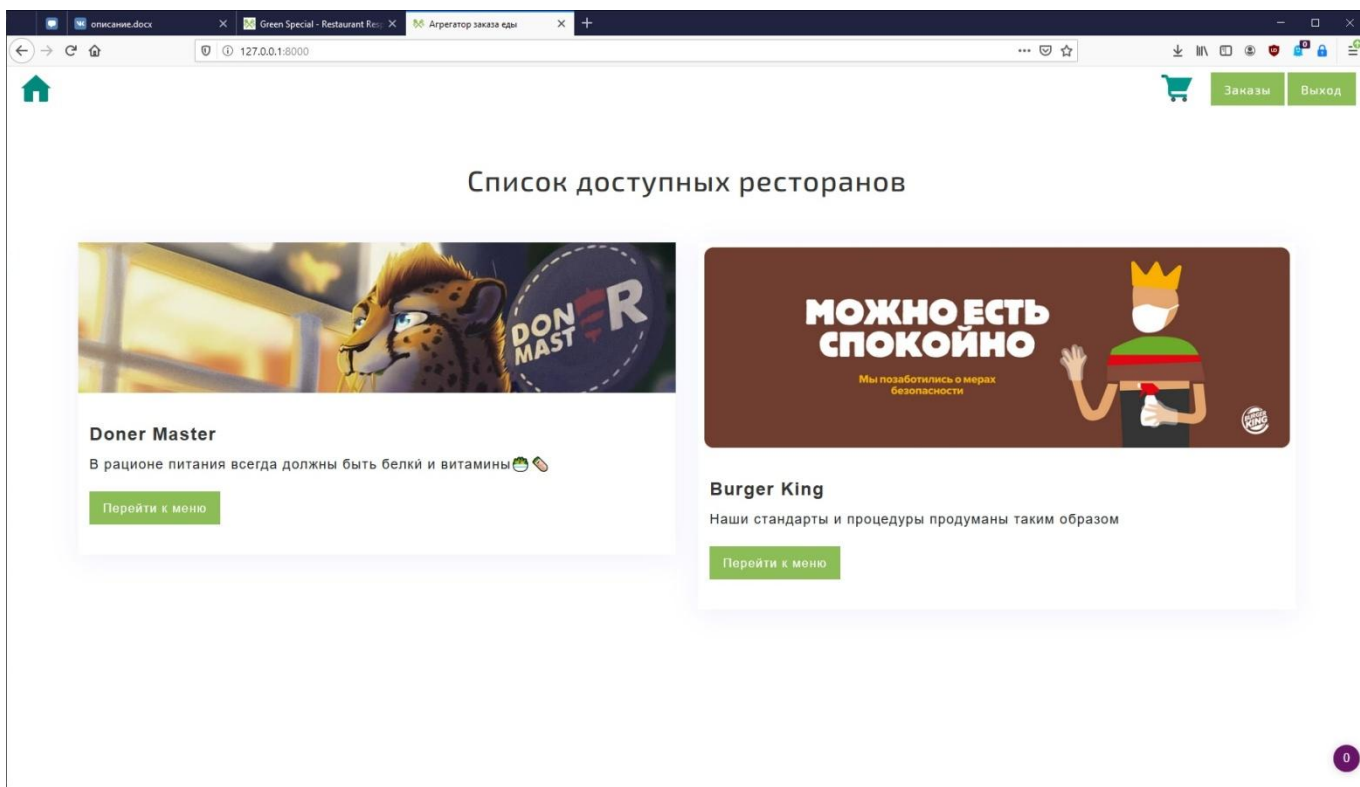 описание.docx
Green Special - Restaurant Res
Агрегатор заказа еды
127.0.0.1:8000
0
Заказы
Выход
Список доступных ресторанов
DONER
MAST
МОЖНО ЕСТЬ
СПОКОЙНО
Мы позаботились о мерах
безопасности
BURGER
KING
Doner Master
В рационе питания всегда должны быть белки и витамины
Перейти к меню
Burger King
Наши стандарты и процедуры продуманы таким образом
Перейти к меню
0